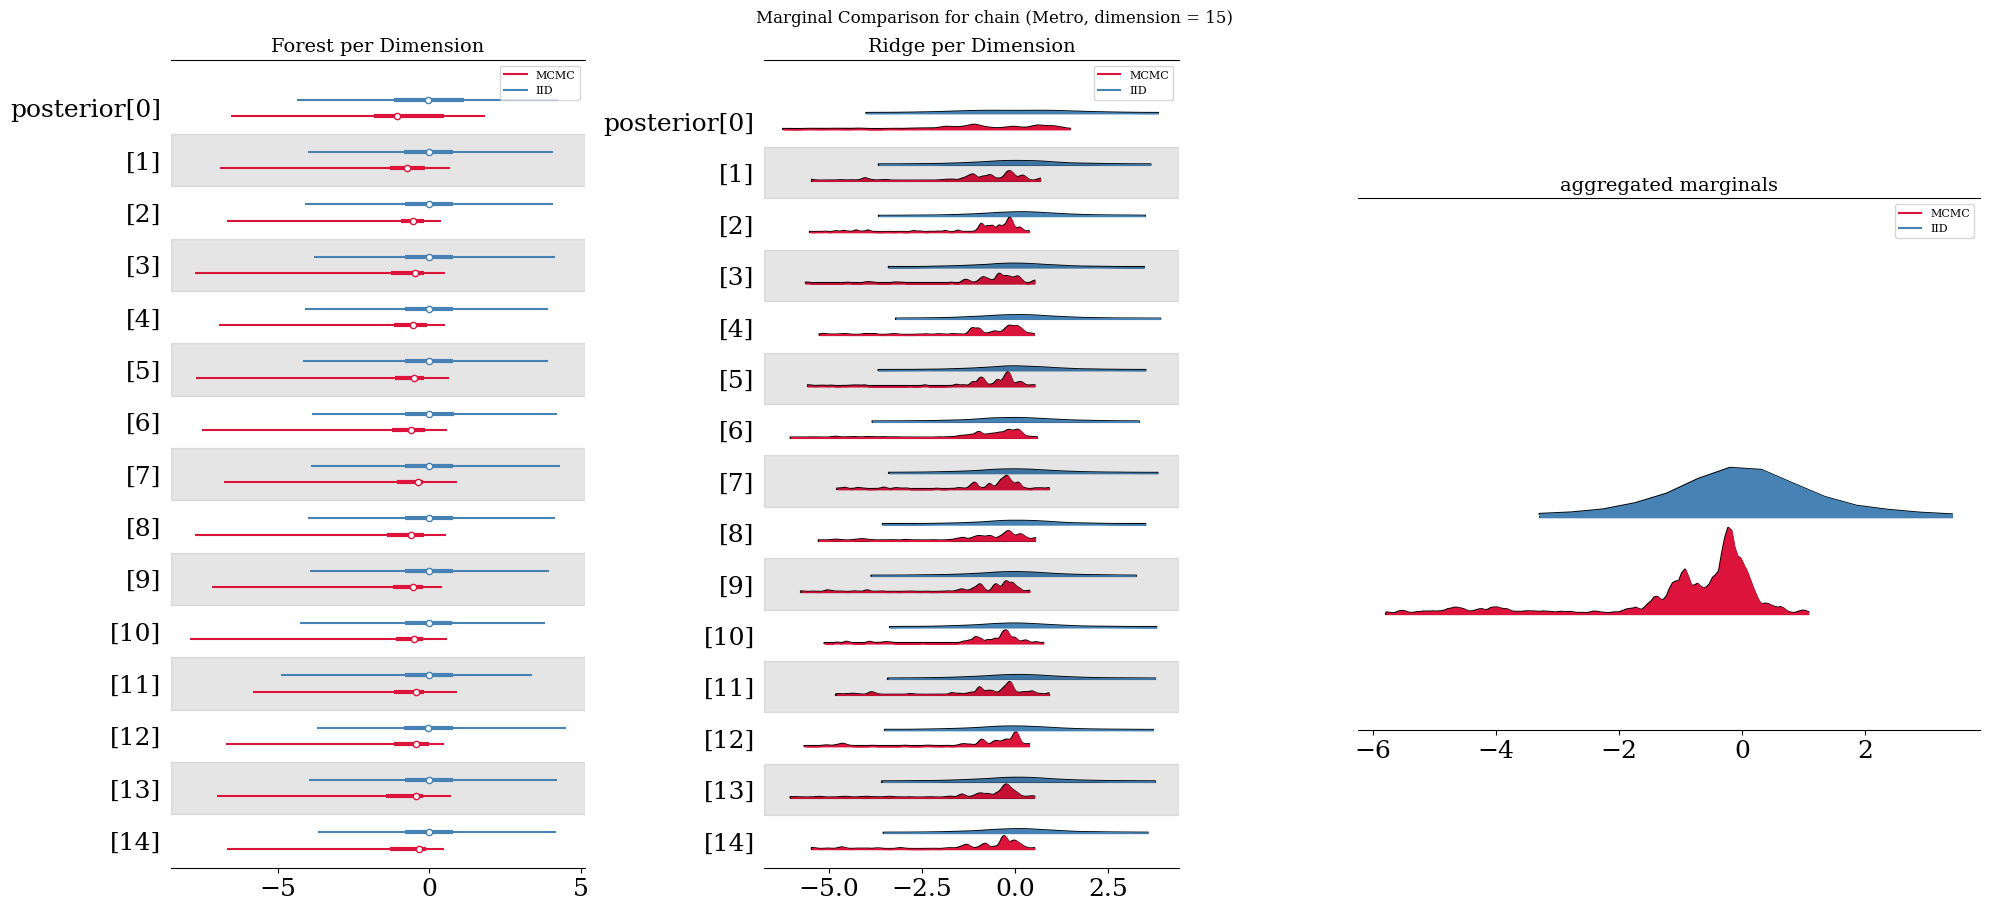 Marginal Comparison for chain (Metro, dimension = 15)
Forest per Dimension
MCMC
IID
posterior[0]
[1]
[2]
[3]
[4]
[5]
[6]
[7]
[8]
[9]
[10]
[11]
[12]
[13]
[14]
−5 0 5
Ridge per Dimension
MCMC
IID
posterior[0]
[1]
[2]
[3]
[4]
[5]
[6]
[7]
[8]
[9]
[10]
[11]
[12]
[13]
[14]
−5.0 −2.5 0.0 2.5
aggregated marginals
MCMC
IID
−6 −4 −2 0 2